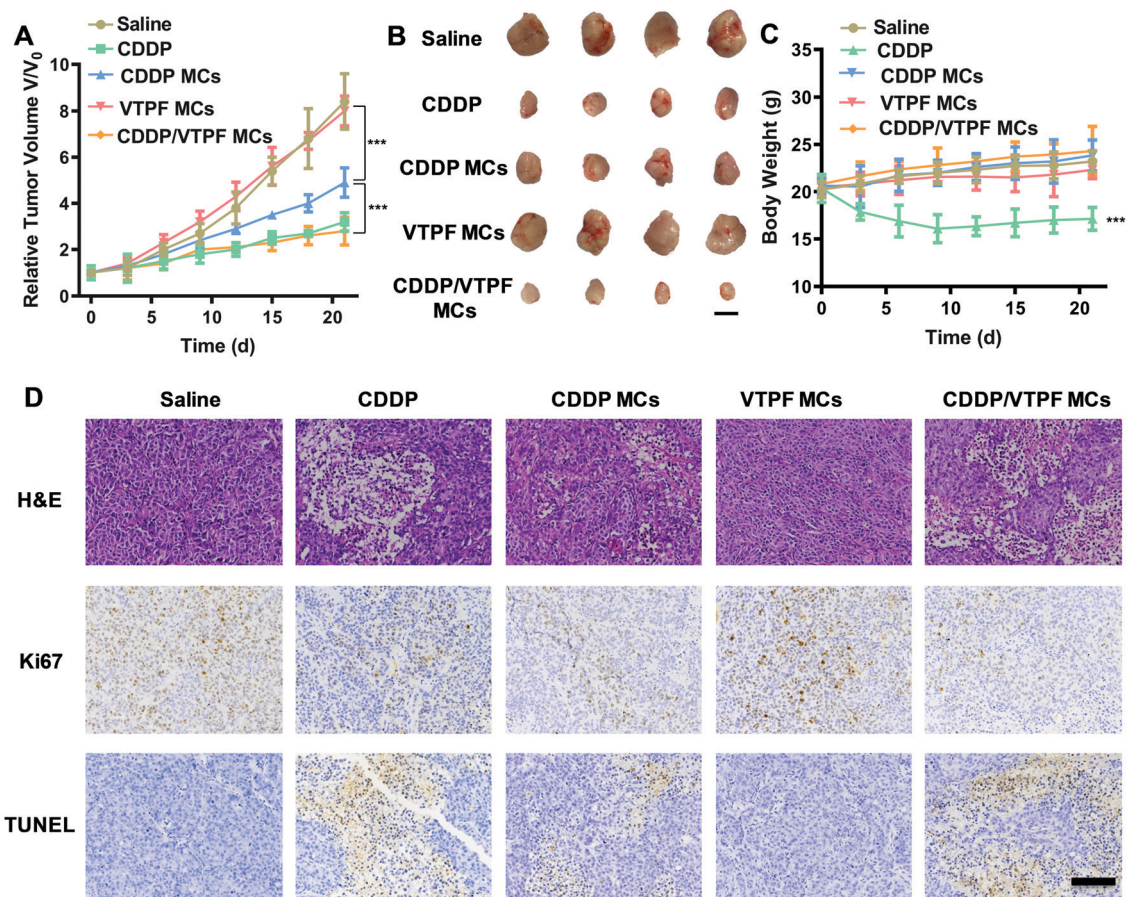 A
Saline
CDDP
CDDP MCs
VTPF MCs
CDDP/VTPF MCs
Relative Tumor Volume V/V0
10
8
6
4
2
0
0 5 10 15 20
Time (d)
***
***
B
Saline
CDDP
CDDP MCs
VTPF MCs
CDDP/VTPF
MCs
C
Saline
CDDP
CDDP MCs
VTPF MCs
CDDP/VTPF MCs
Body Weight (g)
35
30
25
20
15
10
0 5 10 15 20
Time (d)
***
D
Saline CDDP CDDP MCs VTPF MCs CDDP/VTPF MCs
H&E
Ki67
TUNEL